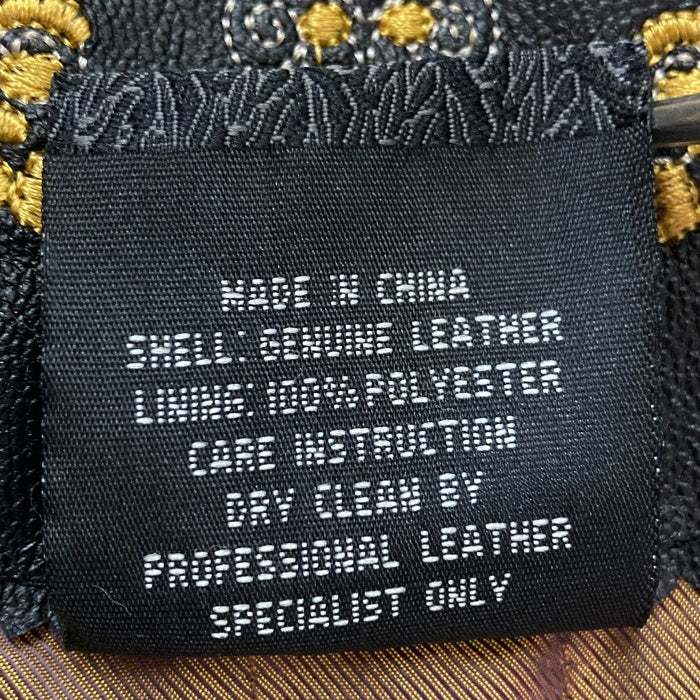 MADE IN CHINA
SHELL: GENUINE LEATHER
LINING: 100% POLYESTER
CARE INSTRUCTION
DRY CLEAN BY
PROFESSIONAL LEATHER
SPECIALIST ONLY